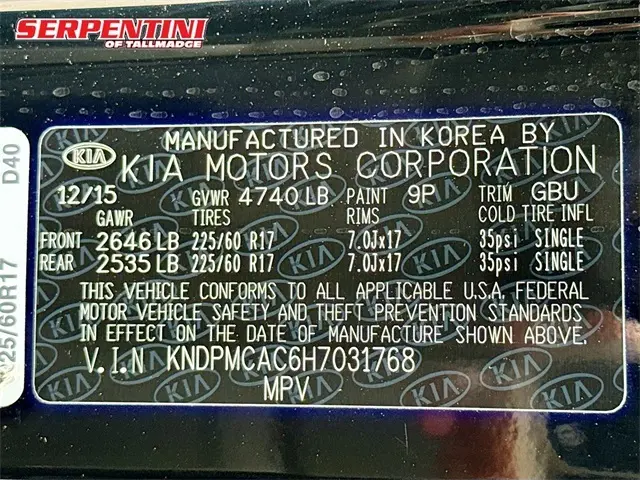 SERPENTINI
OF TALLMADGE
D40
25/60R17
KIA
MANUFACTURED IN KOREA BY
KIA MOTORS CORPORATION
12/15 GVWR 4740 LB PAINT 9P TRIM GBU
GAWR TIRES RIMS COLD TIRE INFL
FRONT 2646 LB 225/60 R17 7.0Jx17 35psi SINGLE
REAR 2535 LB 225/60 R17 7.0Jx17 35psi SINGLE
THIS VEHICLE CONFORMS TO ALL APPLICABLE U.S.A. FEDERAL
MOTOR VEHICLE SAFETY AND THEFT PREVENTION STANDARDS
IN EFFECT ON THE DATE OF MANUFACTURE SHOWN ABOVE.
V.I.N KNDPMCAC6H7031768
MPV